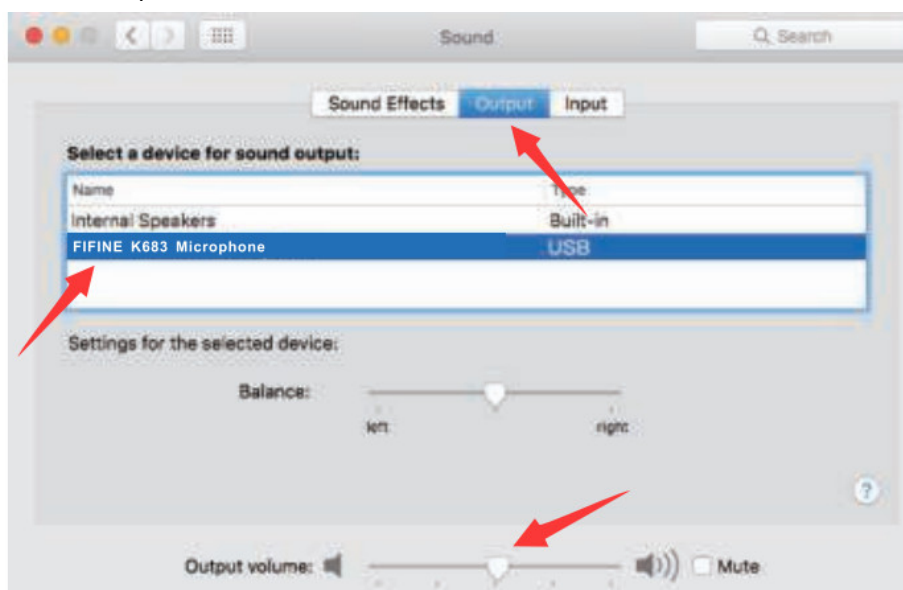 Sound
Search
Sound Effects Output Input
Select a device for sound output:
Name Type
Internal Speakers Built-in
FIFINE K683 Microphone USB
Settings for the selected device:
Balance:
left right
?
Output volume: Mute